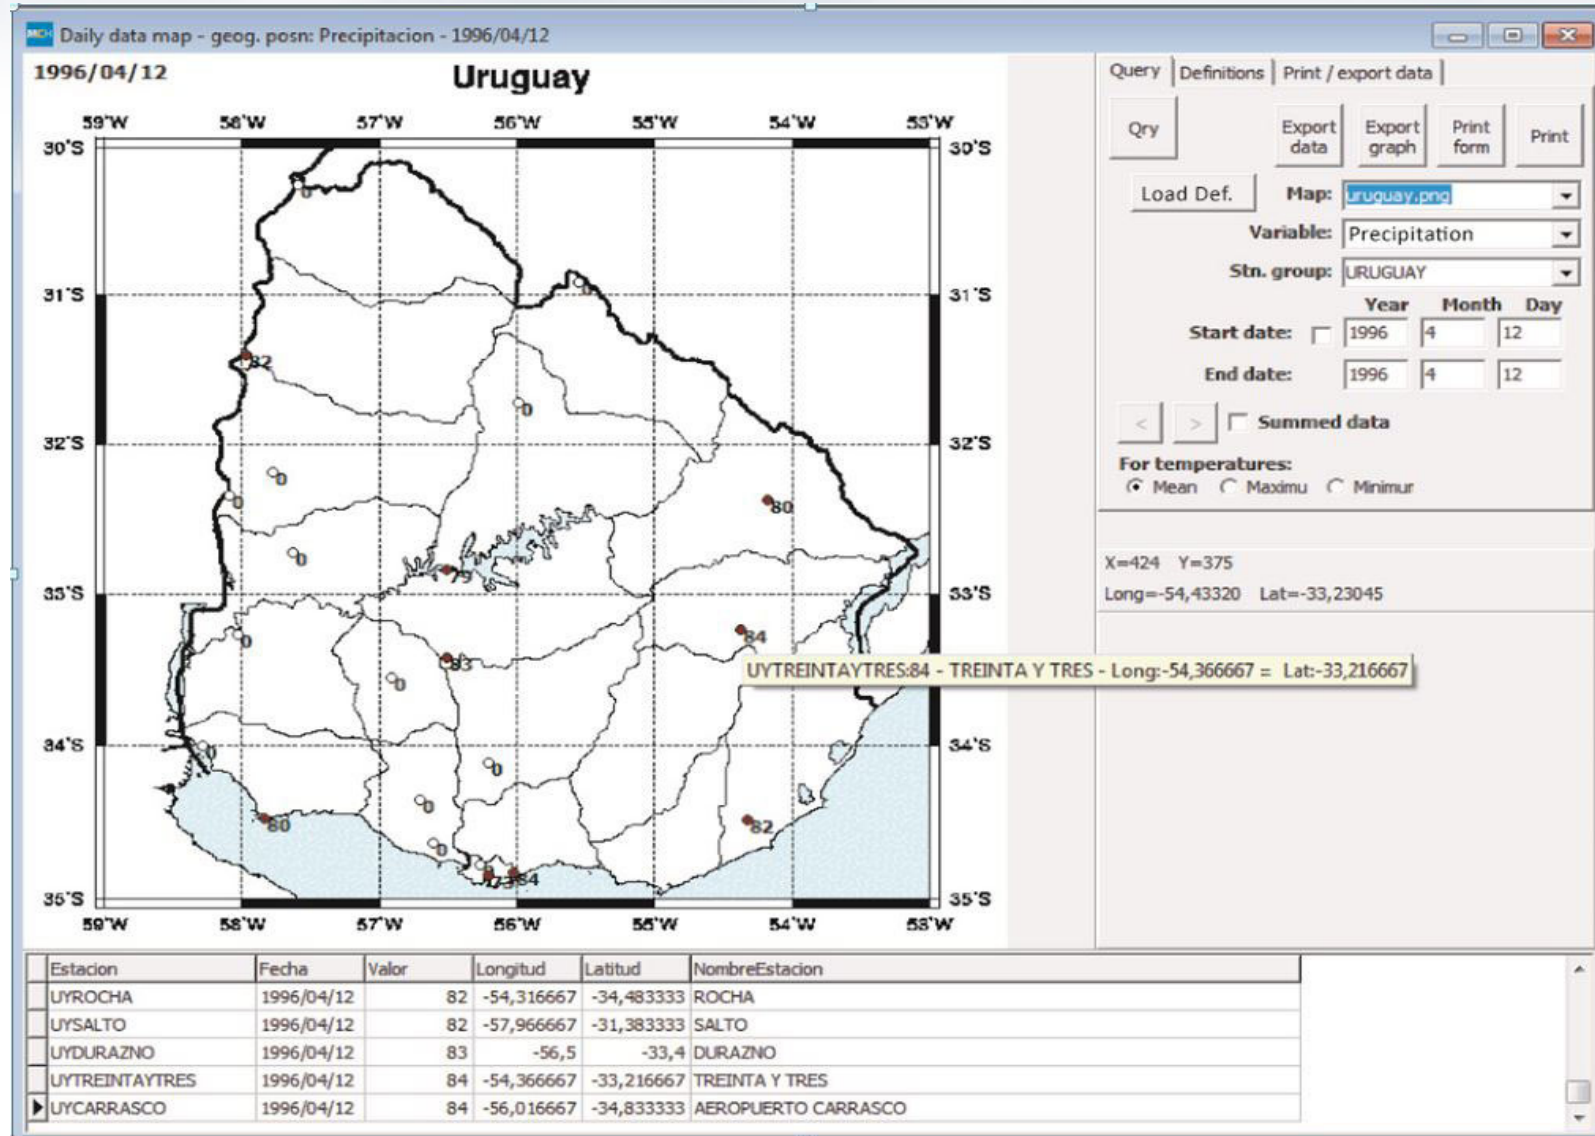 MCH Daily data map - geog. posn: Precipitacion - 1996/04/12
1996/04/12
Uruguay
59°W 58°W 57°W 56°W 55°W 54°W 53°W
30°S 30°S
0
31°S 31°S
0
82
0
32°S 32°S
0
0
80
0
79
33°S 33°S
0
84
83
0
34°S 34°S
0
0
0
80
82
0
84
35°S 35°S
59°W 58°W 57°W 56°W 55°W 54°W 53°W
UYTREINTAYTRES:84 - TREINTA Y TRES - Long:-54,366667 = Lat:-33,216667
Query Definitions Print / export data
Qry
Export data
Export graph
Print form
Print
Load Def.
Map: uruguay.png
Variable: Precipitation
Stn. group: URUGUAY
Year Month Day
Start date: 1996 4 12
End date: 1996 4 12
< > Summed data
For temperatures:
Mean Maximu Minimur
X=424 Y=375
Long=-54,43320 Lat=-33,23045
Estacion Fecha Valor Longitud Latitud NombreEstacion
UYROCHA 1996/04/12 82 -54,316667 -34,483333 ROCHA
UYSALTO 1996/04/12 82 -57,966667 -31,383333 SALTO
UYDURAZNO 1996/04/12 83 -56,5 -33,4 DURAZNO
UYTREINTAYTRES 1996/04/12 84 -54,366667 -33,216667 TREINTA Y TRES
UYCARRASCO 1996/04/12 84 -56,016667 -34,833333 AEROPUERTO CARRASCO